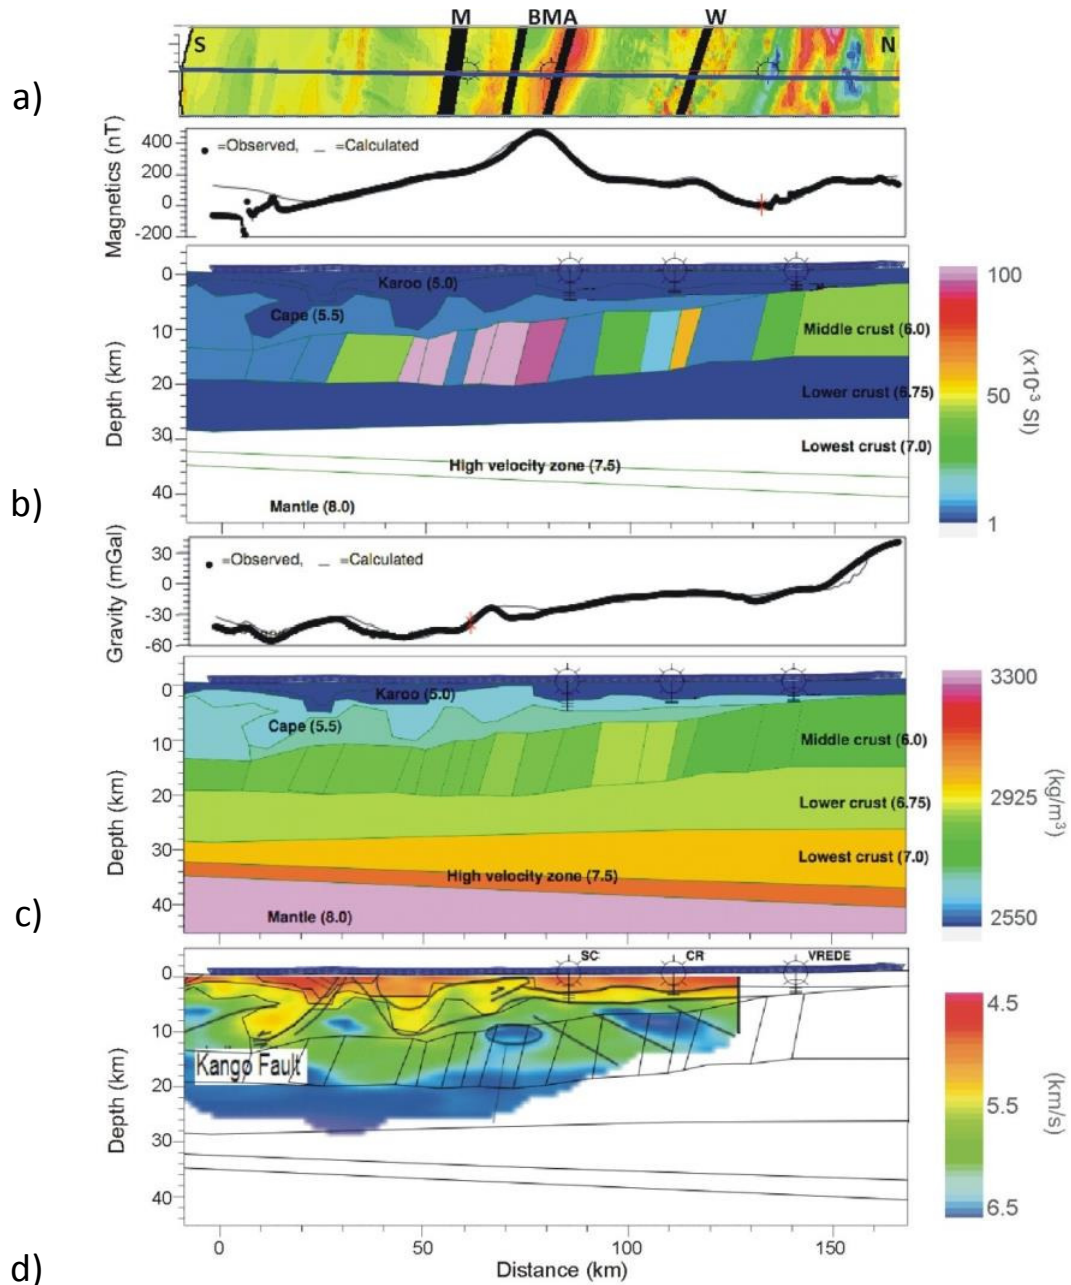 M BMA W
S N
a)
Magnetics (nT)
400
200
0
-200
=Observed, =Calculated
Depth (km)
0
10
20
30
40
Karoo (5.0)
Cape (5.5)
Middle crust (6.0)
Lower crust (6.75)
Lowest crust (7.0)
High velocity zone (7.5)
Mantle (8.0)
100
50
1
(x10⁻³ SI)
b)
Gravity (mGal)
30
0
-30
-60
=Observed, =Calculated
Depth (km)
0
10
20
30
40
Karoo (5.0)
Cape (5.5)
Middle crust (6.0)
Lower crust (6.75)
Lowest crust (7.0)
High velocity zone (7.5)
Mantle (8.0)
3300
2925
2550
(kg/m³)
c)
SC CR VREDE
Depth (km)
0
10
20
30
40
Kango Fault
4.5
5.5
6.5
(km/s)
0 50 100 150
Distance (km)
d)